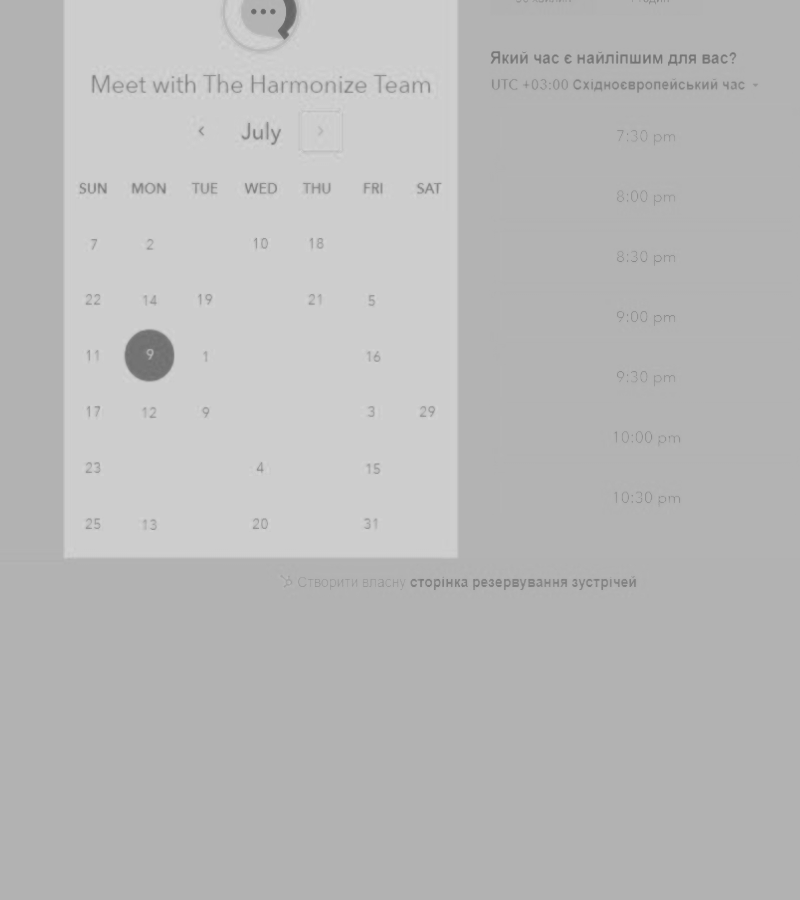 Meet with The Harmonize Team
July
SUN MON TUE WED THU FRI SAT
7 2 10 18
22 14 19 21 5
11 9 1 16
17 12 9 3 29
23 4 15
25 13 20 31
Який час є найліпшим для вас?
UTC +03:00 Східноєвропейський час
7:30 pm
8:00 pm
8:30 pm
9:00 pm
9:30 pm
10:00 pm
10:30 pm
Створити власну сторінка резервування зустрічей